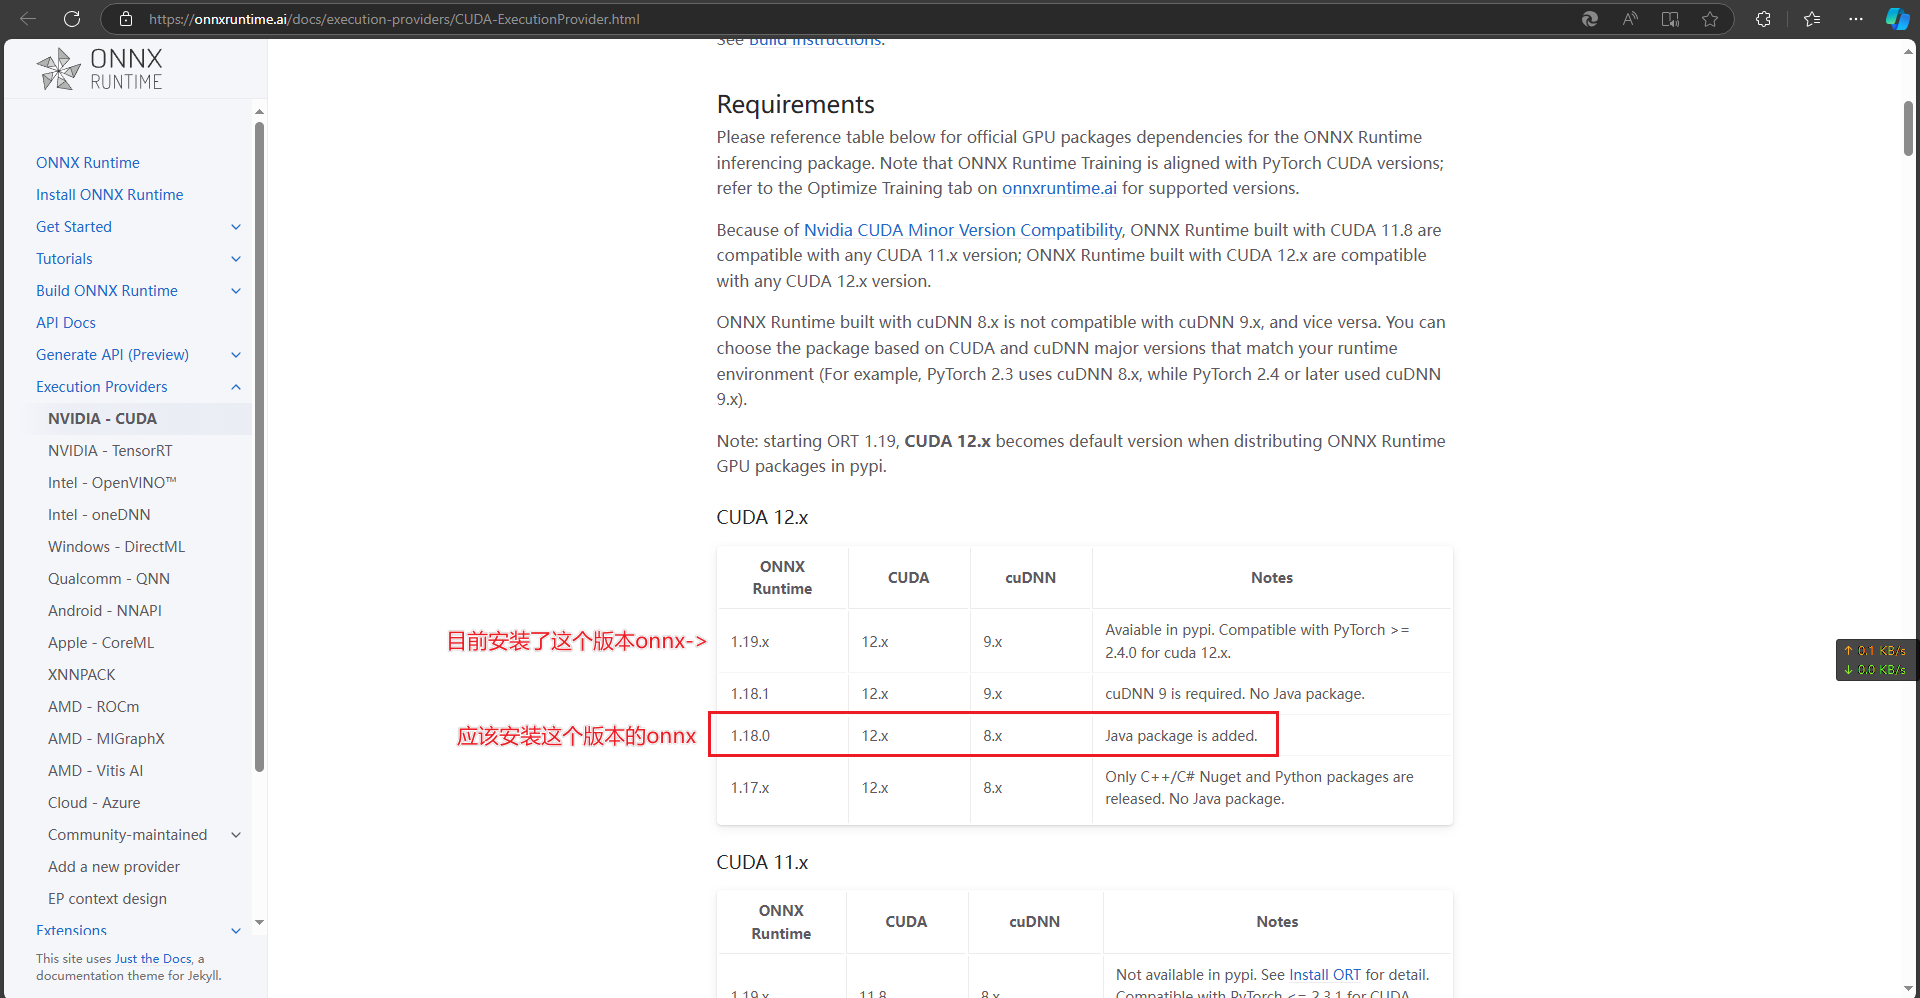 https://onnxruntime.ai/docs/execution-providers/CUDA-ExecutionProvider.html
ONNX
RUNTIME
ONNX Runtime
Install ONNX Runtime
Get Started
Tutorials
Build ONNX Runtime
API Docs
Generate API (Preview)
Execution Providers
NVIDIA - CUDA
NVIDIA - TensorRT
Intel - OpenVINO™
Intel - oneDNN
Windows - DirectML
Qualcomm - QNN
Android - NNAPI
Apple - CoreML
XNNPACK
AMD - ROCm
AMD - MIGraphX
AMD - Vitis AI
Cloud - Azure
Community-maintained
Add a new provider
EP context design
Extensions
This site uses Just the Docs, a
documentation theme for Jekyll.
See Build Instructions.
Requirements
Please reference table below for official GPU packages dependencies for the ONNX Runtime
inferencing package. Note that ONNX Runtime Training is aligned with PyTorch CUDA versions;
refer to the Optimize Training tab on onnxruntime.ai for supported versions.
Because of Nvidia CUDA Minor Version Compatibility, ONNX Runtime built with CUDA 11.8 are
compatible with any CUDA 11.x version; ONNX Runtime built with CUDA 12.x are compatible
with any CUDA 12.x version.
ONNX Runtime built with cuDNN 8.x is not compatible with cuDNN 9.x, and vice versa. You can
choose the package based on CUDA and cuDNN major versions that match your runtime
environment (For example, PyTorch 2.3 uses cuDNN 8.x, while PyTorch 2.4 or later used cuDNN
9.x).
Note: starting ORT 1.19, CUDA 12.x becomes default version when distributing ONNX Runtime
GPU packages in pypi.
CUDA 12.x
ONNX
Runtime CUDA cuDNN Notes
目前安装了这个版本onnx-> 1.19.x 12.x 9.x Avaiable in pypi. Compatible with PyTorch >=
2.4.0 for cuda 12.x.
1.18.1 12.x 9.x cuDNN 9 is required. No Java package.
应该安装这个版本的onnx 1.18.0 12.x 8.x Java package is added.
1.17.x 12.x 8.x Only C++/C# Nuget and Python packages are
released. No Java package.
CUDA 11.x
ONNX
Runtime CUDA cuDNN Notes
Not available in pypi. See Install ORT for detail.
1.19.x 11.8 8.x Compatible with PyTorch <= 2.3.1 for CUDA
↑ 0.1 KB/s
↓ 0.0 KB/s